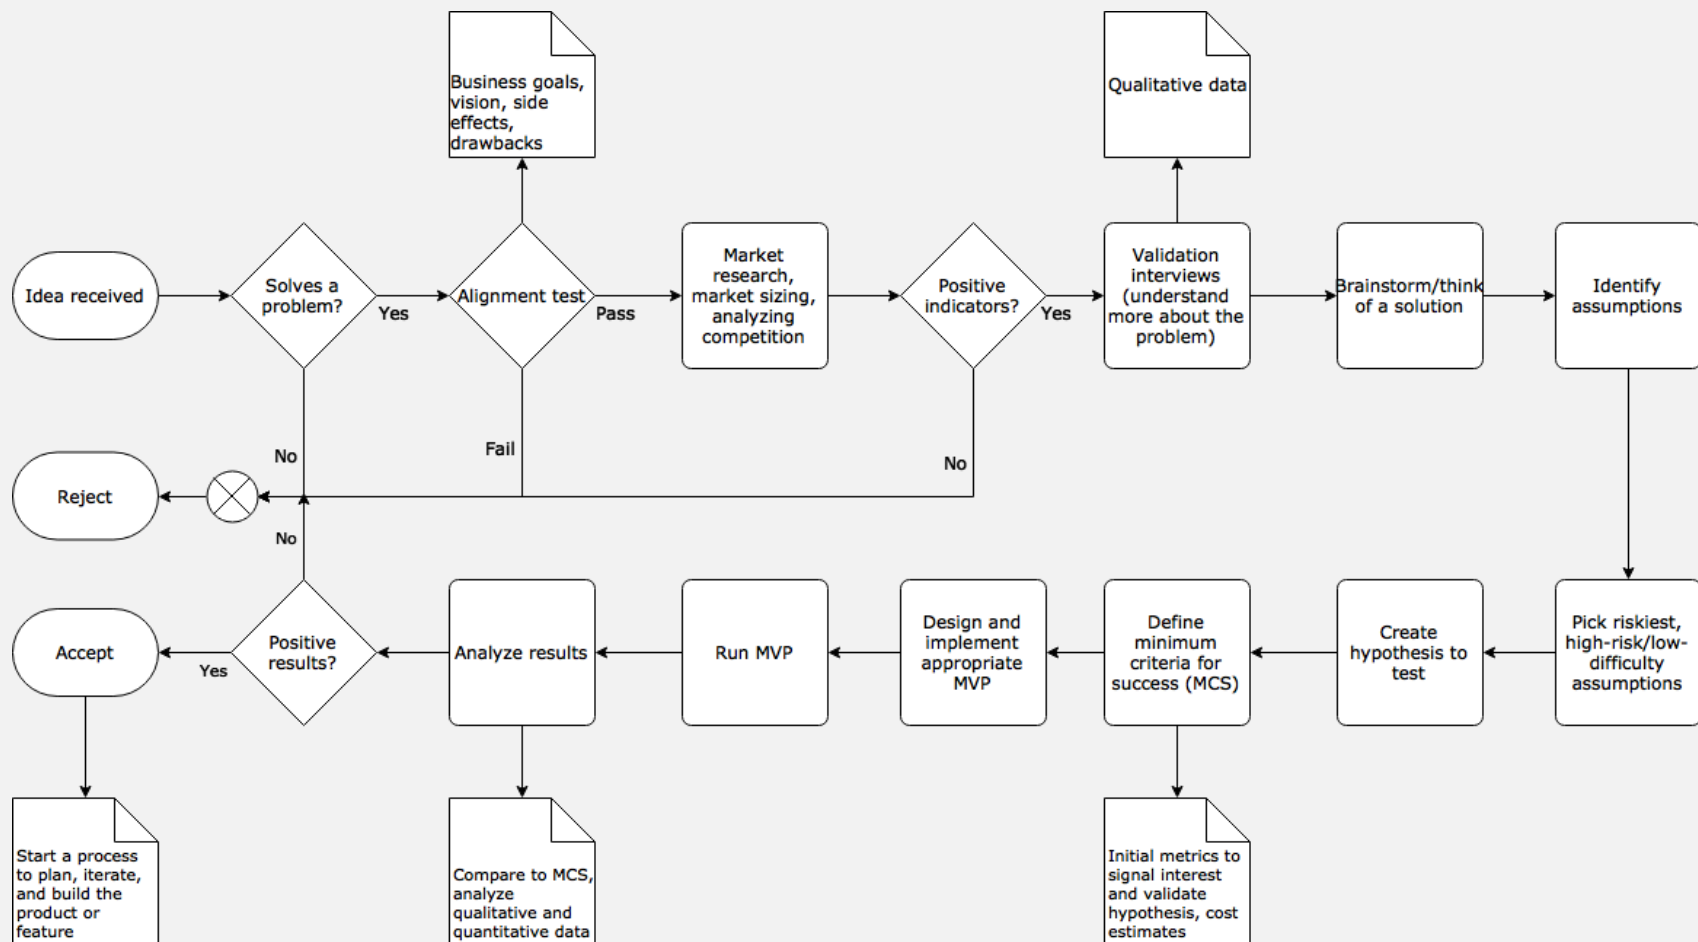 Business goals,
vision, side
effects,
drawbacks
Qualitative data
Idea received
Solves a
problem?
Yes
Alignment test
Pass
Market
research,
market sizing,
analyzing
competition
Positive
indicators?
Yes
Validation
interviews
(understand
more about the
problem)
Brainstorm/think
of a solution
Identify
assumptions
No
Fail
No
Reject
No
Accept
Yes
Positive
results?
Analyze results
Run MVP
Design and
implement
appropriate
MVP
Define
minimum
criteria for
success (MCS)
Create
hypothesis to
test
Pick riskiest,
high-risk/low-
difficulty
assumptions
Start a process
to plan, iterate,
and build the
product or
feature
Compare to MCS,
analyze
qualitative and
quantitative data
Initial metrics to
signal interest
and validate
hypothesis, cost
estimates